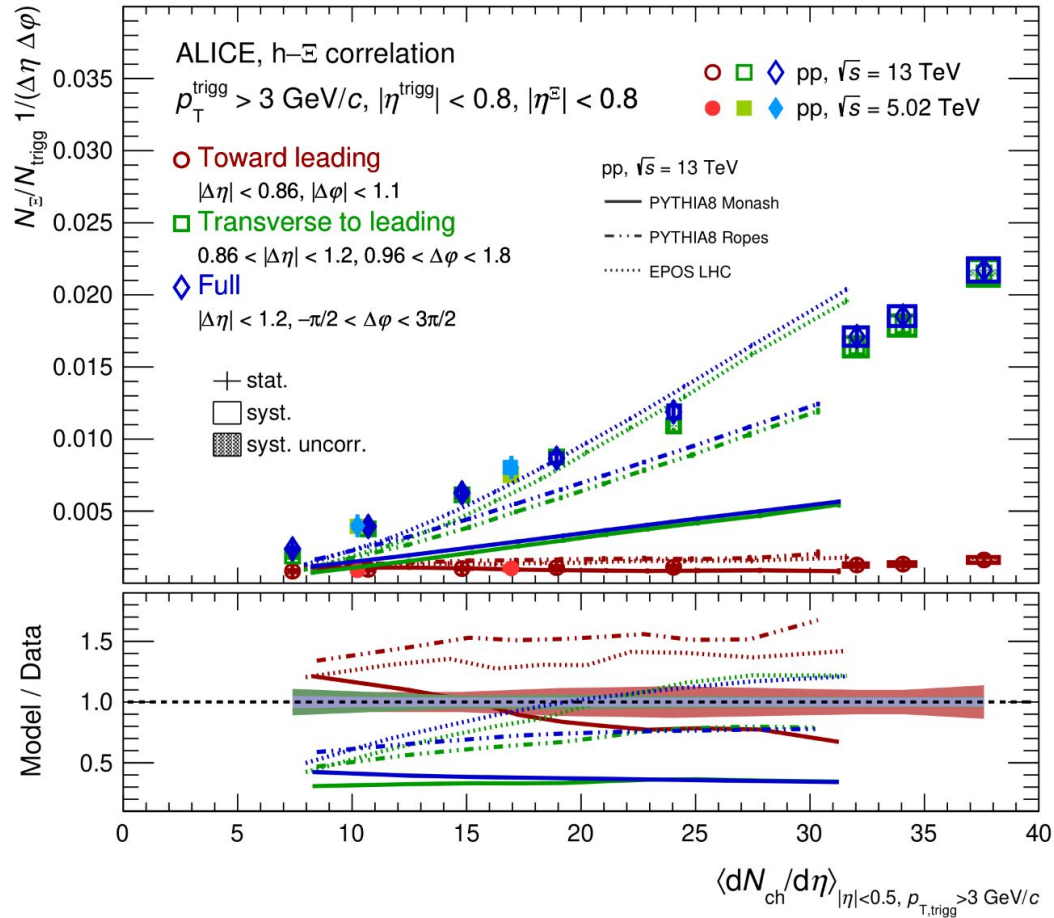 ALICE, h–Ξ correlation
p_T^trigg > 3 GeV/c, |η^trigg| < 0.8, |η^Ξ| < 0.8
pp, √s = 13 TeV
pp, √s = 5.02 TeV
Toward leading
|Δη| < 0.86, |Δφ| < 1.1
Transverse to leading
0.86 < |Δη| < 1.2, 0.96 < Δφ < 1.8
Full
|Δη| < 1.2, –π/2 < Δφ < 3π/2
stat.
syst.
syst. uncorr.
pp, √s = 13 TeV
PYTHIA8 Monash
PYTHIA8 Ropes
EPOS LHC
N_Ξ/N_trigg 1/(Δη Δφ)
0.035
0.030
0.025
0.020
0.015
0.010
0.005
Model / Data
1.5
1.0
0.5
0 5 10 15 20 25 30 35 40
⟨dN_ch/dη⟩_|η|<0.5, p_T,trigg>3 GeV/c